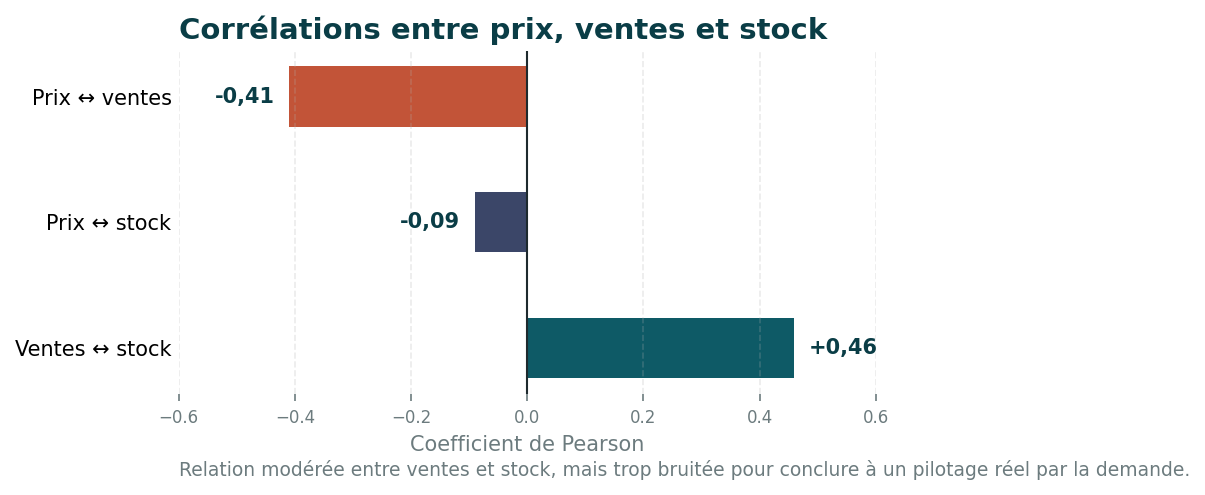 Corrélations entre prix, ventes et stock
Prix ↔ ventes
-0,41
Prix ↔ stock
-0,09
Ventes ↔ stock
+0,46
−0.6 −0.4 −0.2 0.0 0.2 0.4 0.6
Coefficient de Pearson
Relation modérée entre ventes et stock, mais trop bruitée pour conclure à un pilotage réel par la demande.